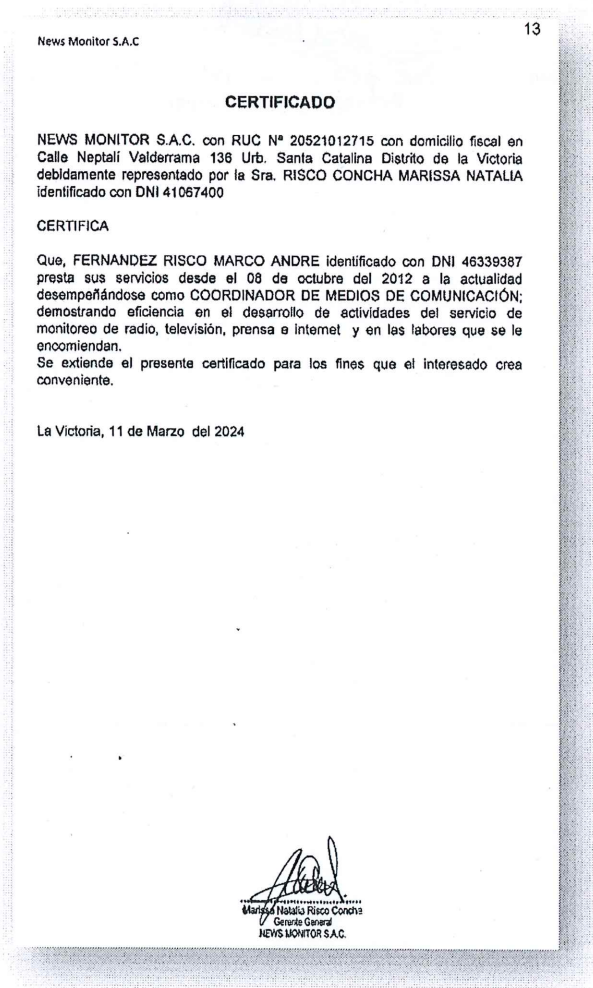 13
News Monitor S.A.C
CERTIFICADO
NEWS MONITOR S.A.C. con RUC Nª 20521012715 con domicilio fiscal en
Calle Neptalí Valderrama 136 Urb. Santa Catalina Distrito de la Victoria
debidamente representado por la Sra. RISCO CONCHA MARISSA NATALIA
identificado con DNI 41067400
CERTIFICA
Que, FERNANDEZ RISCO MARCO ANDRE identificado con DNI 46339387
presta sus servicios desde el 08 de octubre del 2012 a la actualidad
desempeñándose como COORDINADOR DE MEDIOS DE COMUNICACIÓN;
demostrando eficiencia en el desarrollo de actividades del servicio de
monitoreo de radio, televisión, prensa e internet y en las labores que se le
encomiendan.
Se extiende el presente certificado para los fines que el interesado crea
conveniente.
La Victoria, 11 de Marzo del 2024
Marissa Natalia Risco Concha
Gerente General
NEWS MONITOR S.A.C.